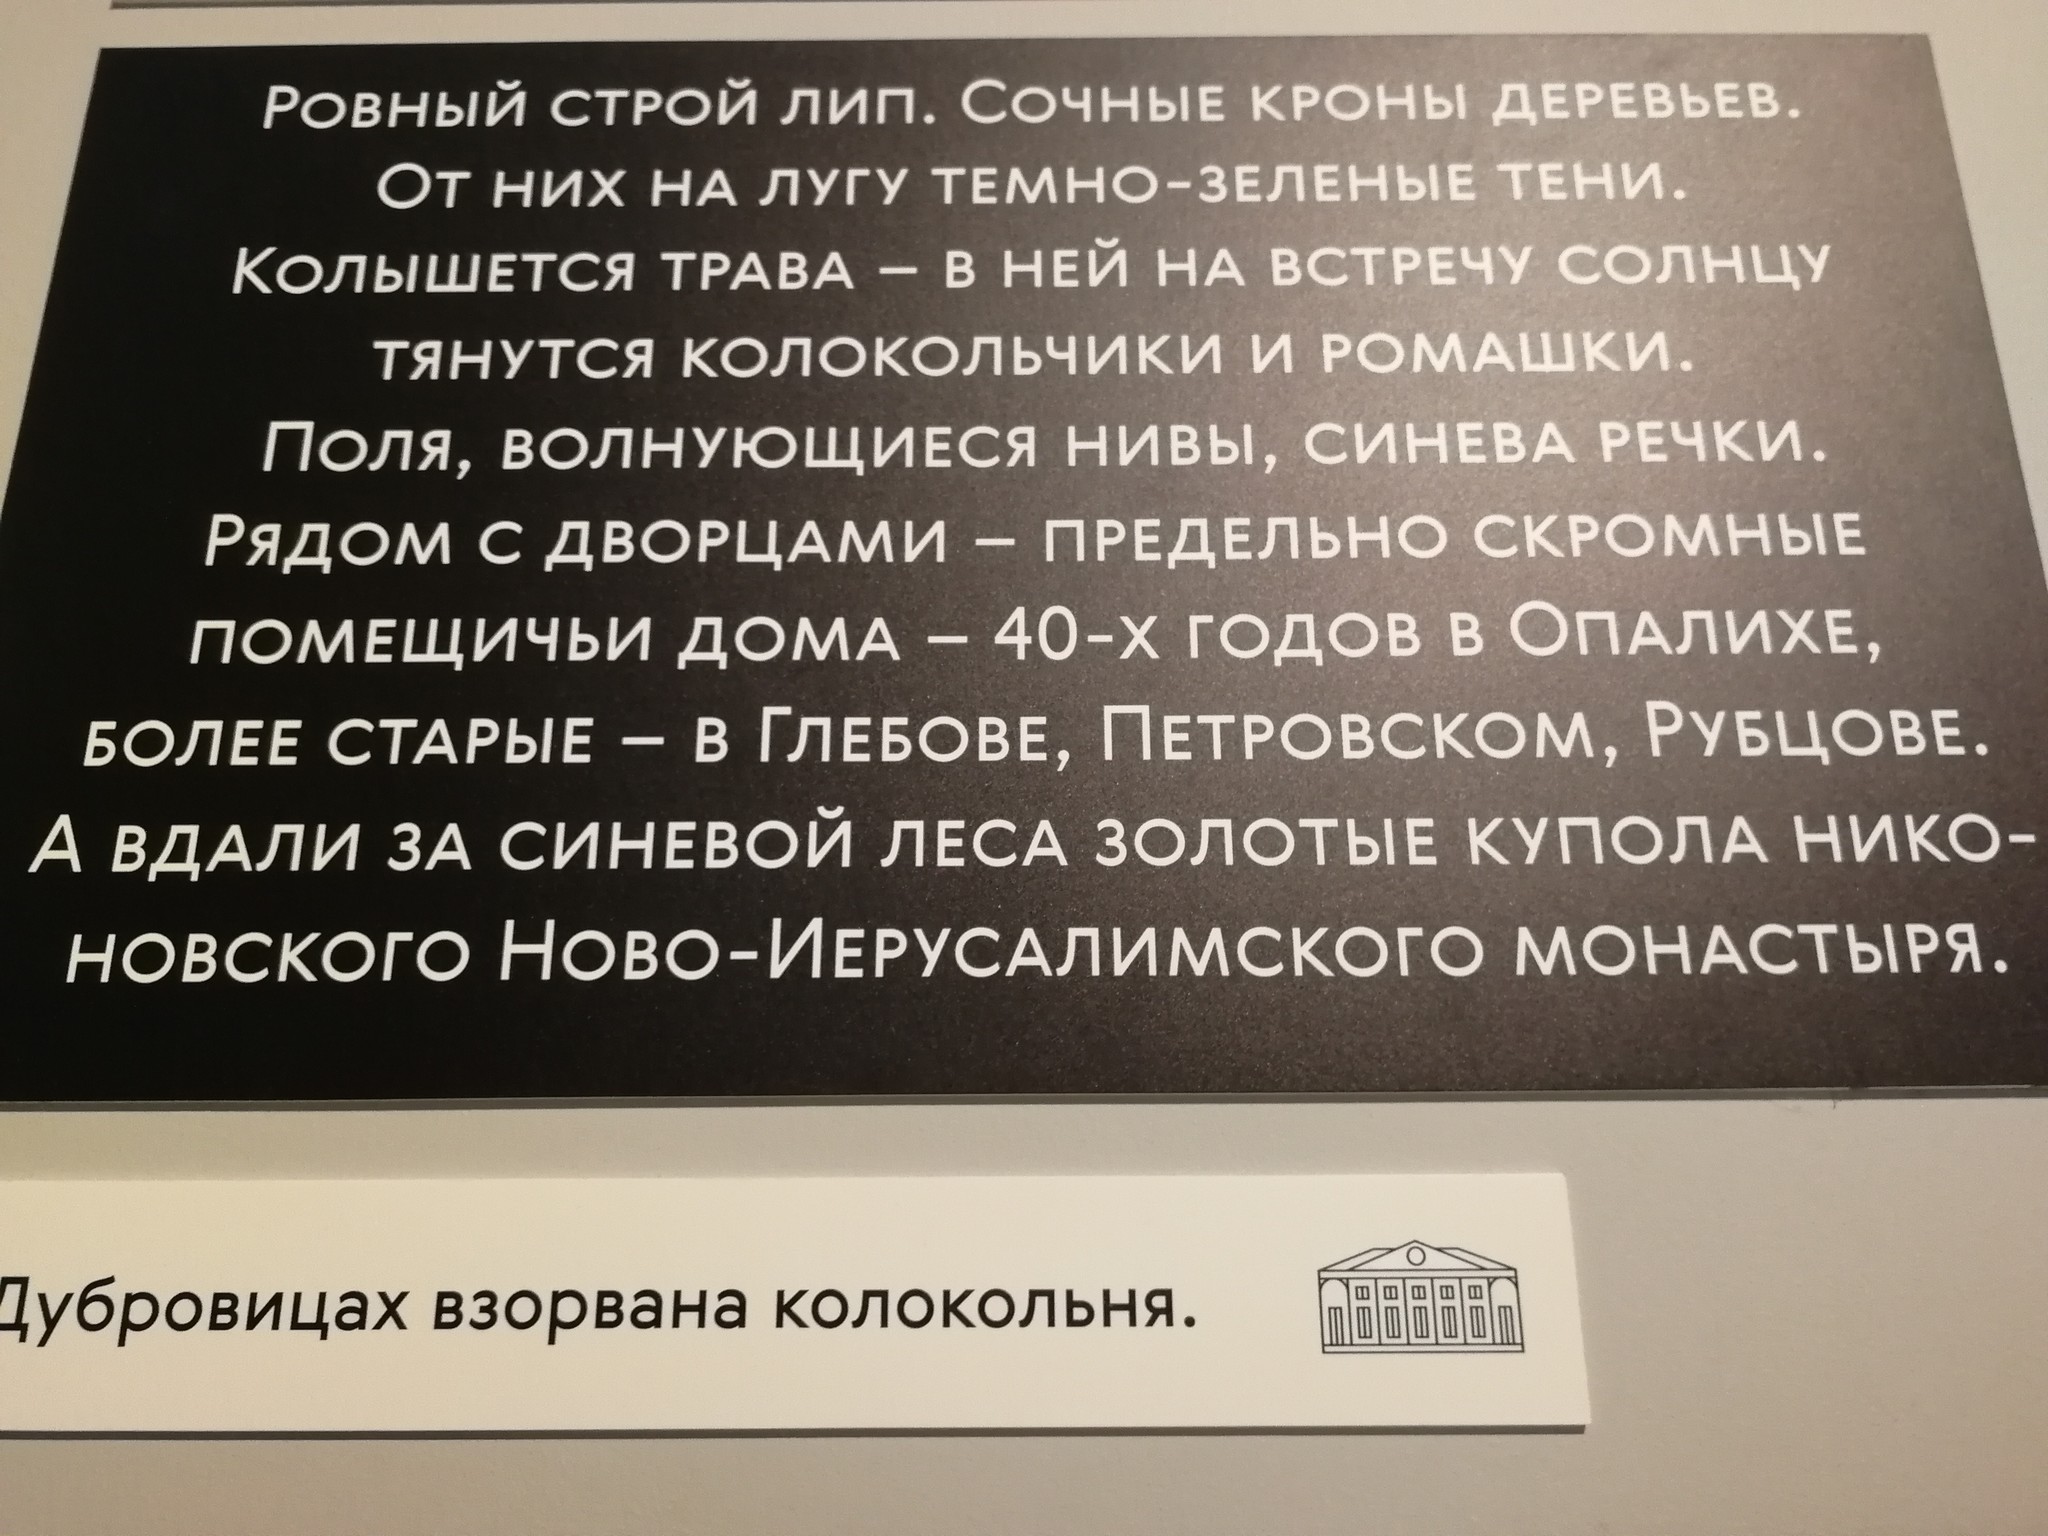 Ровный строй лип. Сочные кроны деревьев.
От них на лугу темно-зеленые тени.
Колышется трава – в ней на встречу солнцу
тянутся колокольчики и ромашки.
Поля, волнующиеся нивы, синева речки.
Рядом с дворцами – предельно скромные
помещичьи дома – 40-х годов в Опалихе,
более старые – в Глебове, Петровском, Рубцове.
А вдали за синевой леса золотые купола нико-
новского Ново-Иерусалимского монастыря.
Дубровицах взорвана колокольня.